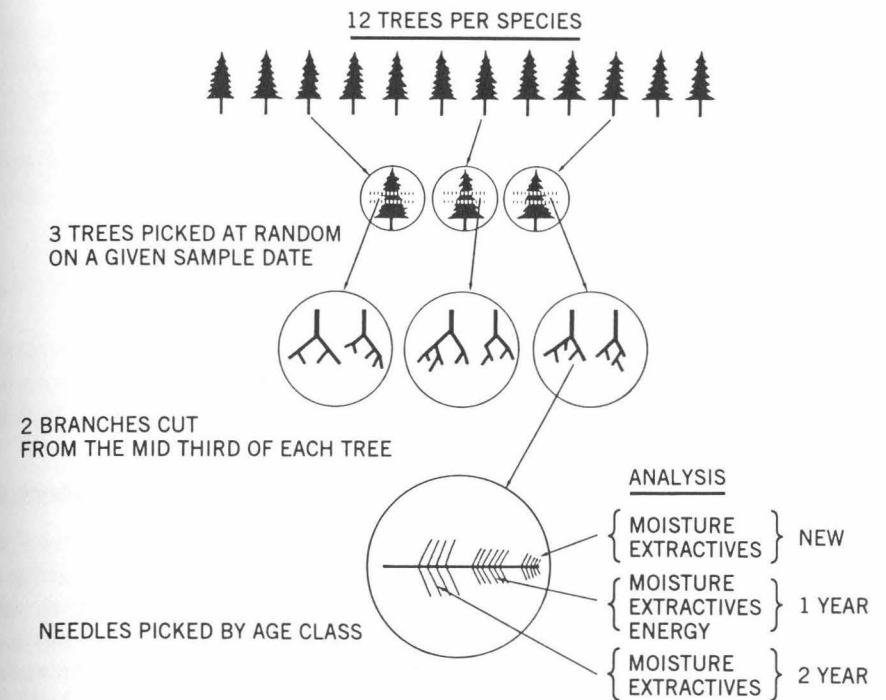 12 TREES PER SPECIES
3 TREES PICKED AT RANDOM
ON A GIVEN SAMPLE DATE
2 BRANCHES CUT
FROM THE MID THIRD OF EACH TREE
ANALYSIS
MOISTURE
EXTRACTIVES
NEW
MOISTURE
EXTRACTIVES
ENERGY
1 YEAR
NEEDLES PICKED BY AGE CLASS
MOISTURE
EXTRACTIVES
2 YEAR